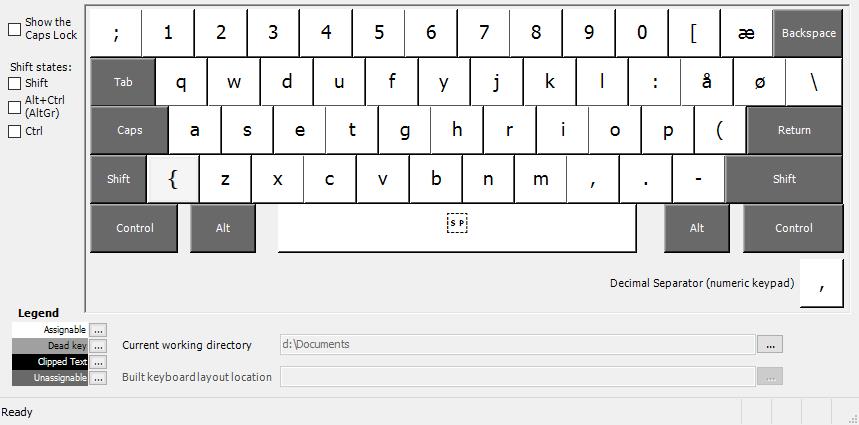 Show the
Caps Lock
Shift states:
Shift
Alt+Ctrl
(AltGr)
Ctrl
; 1 2 3 4 5 6 7 8 9 0 [ æ Backspace
Tab q w d u f y j k l : å ø \
Caps a s e t g h r i o p ( Return
Shift { z x c v b n m , . - Shift
Control Alt SP Alt Control
Decimal Separator (numeric keypad) ,
Legend
Assignable ...
Dead key ...
Clipped Text ...
Unassignable ...
Current working directory d:\Documents ...
Built keyboard layout location ...
Ready